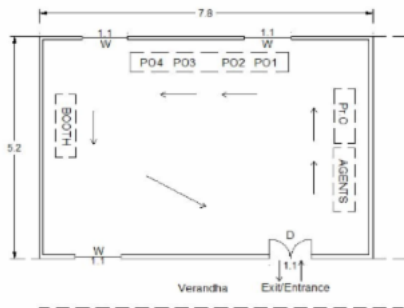 7.8
1.1
W
1.1
W
PO4 PO3 PO2 PO1
BOOTH
Pr.O
AGENTS
5.2
W
1.1
D
1.1
Verandha
Exit/Entrance